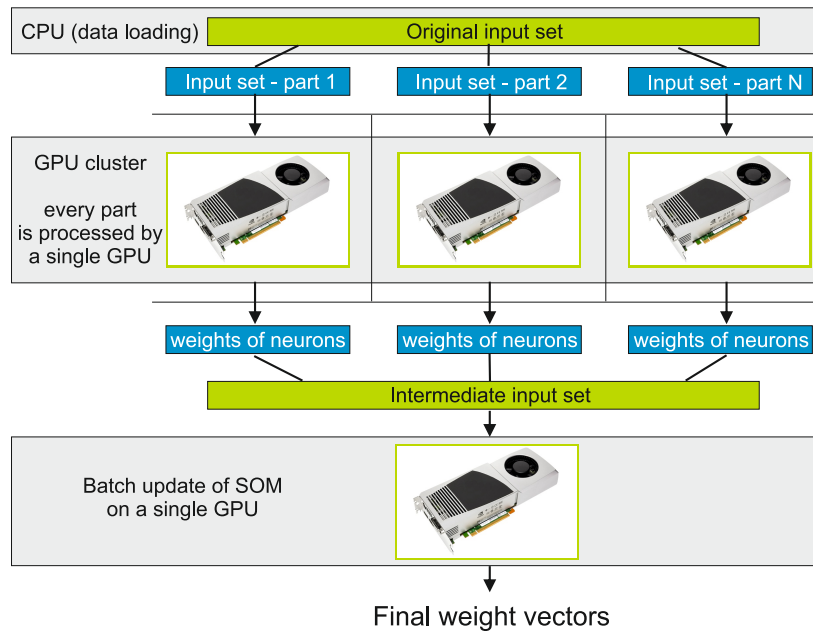 CPU (data loading)
Original input set
Input set - part 1
Input set - part 2
Input set - part N
GPU cluster
every part
is processed by
a single GPU
weights of neurons
weights of neurons
weights of neurons
Intermediate input set
Batch update of SOM
on a single GPU
Final weight vectors